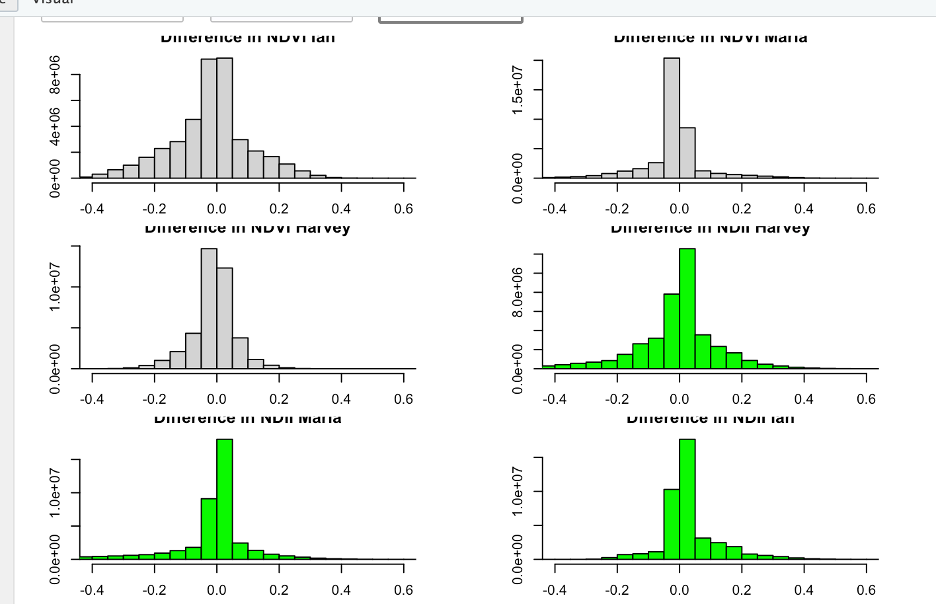 Visual
Difference in NDVI Ian
Difference in NDVI Maria
8e+06
4e+06
0e+00
1.5e+07
0.0e+00
-0.4 -0.2 0.0 0.2 0.4 0.6
-0.4 -0.2 0.0 0.2 0.4 0.6
Difference in NDVI Harvey
Difference in NDII Harvey
1.0e+07
0.0e+00
8.0e+06
0.0e+00
-0.4 -0.2 0.0 0.2 0.4 0.6
-0.4 -0.2 0.0 0.2 0.4 0.6
Difference in NDII Maria
Difference in NDII Ian
1.0e+07
0.0e+00
1.0e+07
0.0e+00
-0.4 -0.2 0.0 0.2 0.4 0.6
-0.4 -0.2 0.0 0.2 0.4 0.6